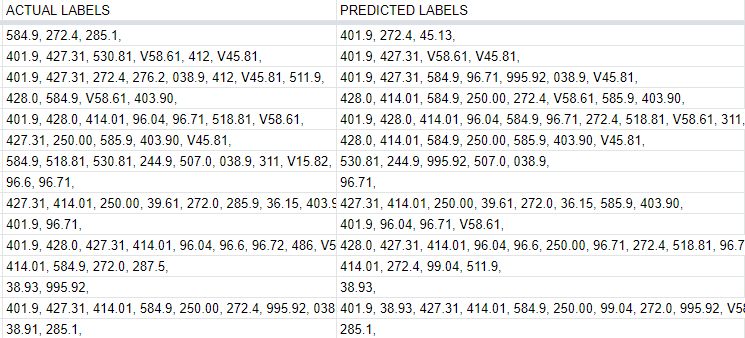 ACTUAL LABELS PREDICTED LABELS
584.9, 272.4, 285.1, 401.9, 272.4, 45.13,
401.9, 427.31, 530.81, V58.61, 412, V45.81, 401.9, 427.31, V58.61, V45.81,
401.9, 427.31, 272.4, 276.2, 038.9, 412, V45.81, 511.9, 401.9, 427.31, 584.9, 96.71, 995.92, 038.9, V45.81,
428.0, 584.9, V58.61, 403.90, 428.0, 414.01, 584.9, 250.00, 272.4, V58.61, 585.9, 403.90,
401.9, 428.0, 414.01, 96.04, 96.71, 518.81, V58.61, 401.9, 428.0, 414.01, 96.04, 584.9, 96.71, 272.4, 518.81, V58.61, 311,
427.31, 250.00, 585.9, 403.90, V45.81, 428.0, 414.01, 584.9, 250.00, 585.9, 403.90, V45.81,
584.9, 518.81, 530.81, 244.9, 507.0, 038.9, 311, V15.82, 530.81, 244.9, 995.92, 507.0, 038.9,
96.6, 96.71, 96.71,
427.31, 414.01, 250.00, 39.61, 272.0, 285.9, 36.15, 403.9 427.31, 414.01, 250.00, 39.61, 272.0, 36.15, 585.9, 403.90,
401.9, 96.71, 401.9, 96.04, 96.71, V58.61,
401.9, 428.0, 427.31, 414.01, 96.04, 96.6, 96.72, 486, V5 428.0, 427.31, 414.01, 96.04, 96.6, 250.00, 96.71, 272.4, 518.81, 96.7
414.01, 584.9, 272.0, 287.5, 414.01, 272.4, 99.04, 511.9,
38.93, 995.92, 38.93,
401.9, 427.31, 414.01, 584.9, 250.00, 272.4, 995.92, 038 401.9, 38.93, 427.31, 414.01, 584.9, 250.00, 99.04, 272.0, 995.92, V58
38.91, 285.1, 285.1,